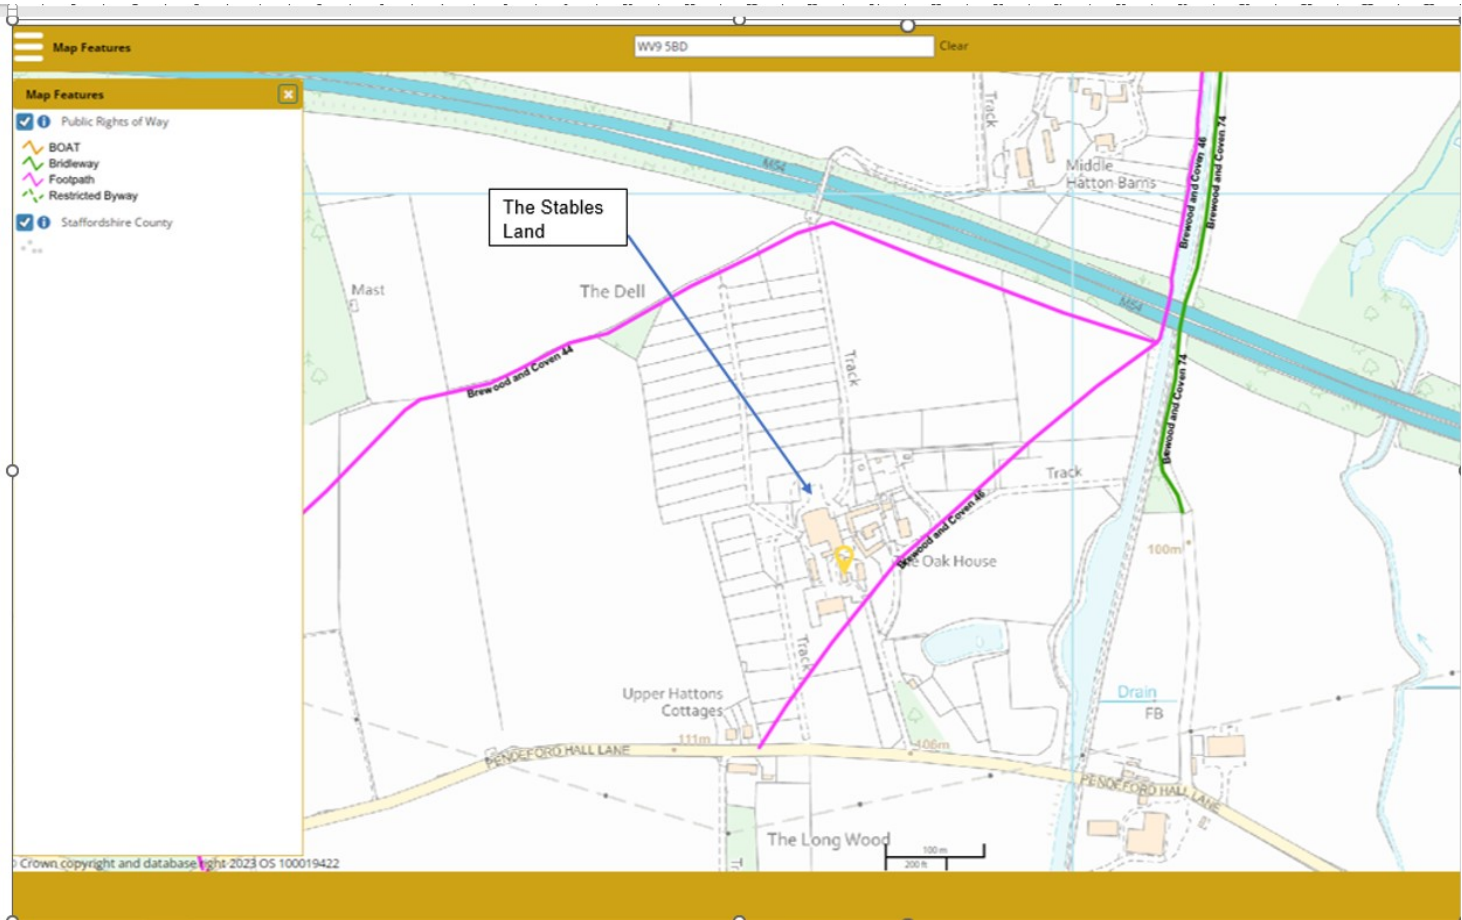 Map Features
WV9 5BD
Clear
Map Features
Public Rights of Way
BOAT
Bridleway
Footpath
Restricted Byway
Staffordshire County
The Stables
Land
M54
Track
Middle
Hatton Barns
Brewood and Coven 46
Brewood and Coven 74
Mast
The Dell
M54
Brewood and Coven 44
Track
Brewood and Coven 74
Track
Brewood and Coven 46
Oak House
100m
Track
Upper Hattons
Cottages
Drain
FB
111m
106m
PENDEFORD HALL LANE
PENDEFORD HALL LANE
The Long Wood
100 m
200 ft
Crown copyright and database right 2023 OS 100019422